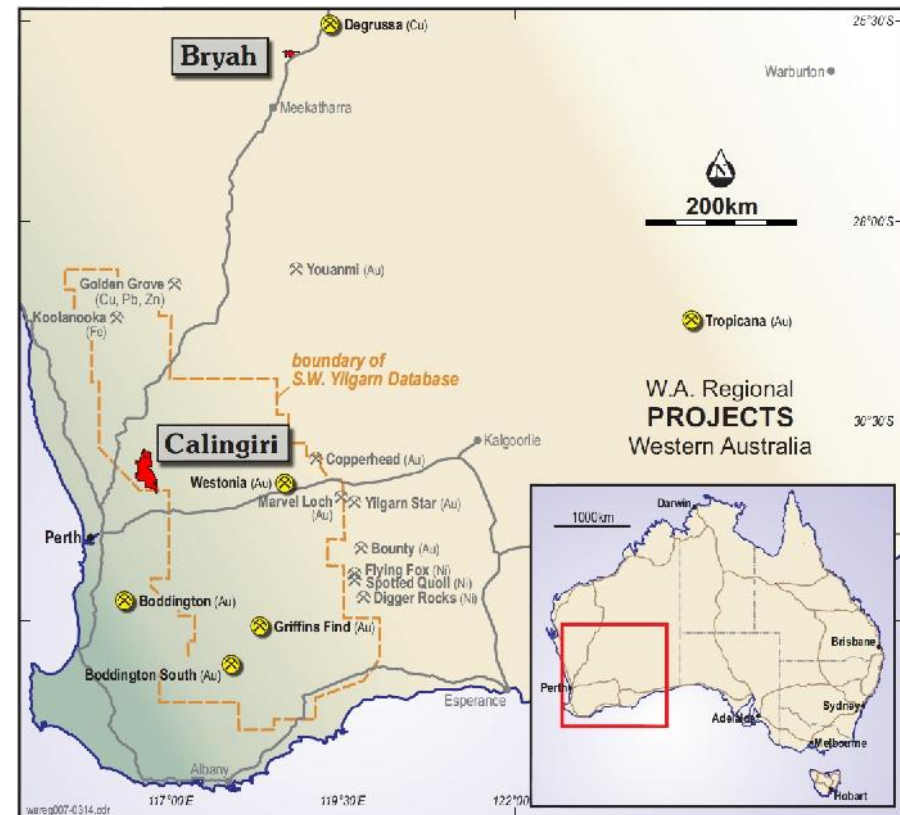 Degrussa (Cu)
25°30'S
Bryah
Warburton
Meekatharra
200km
28°00'S
Youanmi (Au)
Golden Grove
(Cu, Pb, Zn)
Koolanooka
(Fe)
Tropicana (Au)
boundary of
S.W. Yilgarn Database
W.A. Regional
PROJECTS
Western Australia
30°30'S
Calingiri
Kalgoorlie
Copperhead (Au)
Westonia (Au)
Marvel Loch
(Au)
Yilgarn Star (Au)
Perth
Bounty (Au)
Flying Fox (Ni)
Spotted Quoll (Ni)
Digger Rocks (Ni)
Boddington (Au)
Griffins Find (Au)
Boddington South (Au)
Esperance
Albany
117°00'E
119°30'E
122°00'E
wareg007-0314.cdr
1000km
Darwin
Brisbane
Perth
Sydney
Adelaide
Melbourne
Hobart